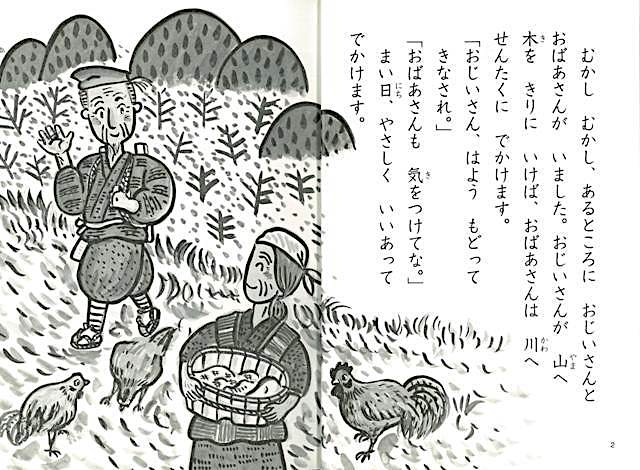 むかし むかし、あるところに おじいさんと
おばあさんが いました。おじいさんが 山へ
木を きりに いけば、おばあさんは 川へ
せんたくに でかけます。
「おじいさん、はよう もどって
きなされ。」
「おばあさんも 気をつけてな。」
まい日、やさしく いいあって
でかけます。
2